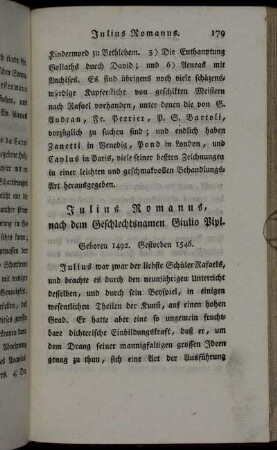 Julius Romanus. 179
Kindermord zu Bethlehem. 5) Die Enthauptung
Goliaths durch David; und 6) Aeneas mit
Anchises. Es sind übrigens noch viele schäzens-
würdige Kupferstiche von geschikten Meistern
nach Rafael vorhanden, unter denen die von G.
Audran, Fr. Perrier, P. S. Bartoli,
vorzüglich zu suchen sind; und endlich haben
Zanetti in Venedig, Pond in London, und
Caylus in Paris, viele seiner besten Zeichnungen
in einer leichten und geschmakvollen Behandlungs-
Art herausgegeben.
Julius Romanus,
nach dem Geschlechtsnamen Giulio Pipi.
Geboren 1492. Gestorben 1546.
Julius war zwar der liebste Schüler Rafaels,
und brachte es durch den neunjährigen Unterricht
desselben, und durch sein Beyspiel, in einigen
wesentlichen Theilen der Kunst, auf einen hohen
Grad. Er hatte aber eine so ungemein frucht-
bare dichterische Einbildungskraft, daß er, um
dem Drang seiner mannigfaltigen grossen Ideen
genug zu thun, sich eine Art der Ausführung